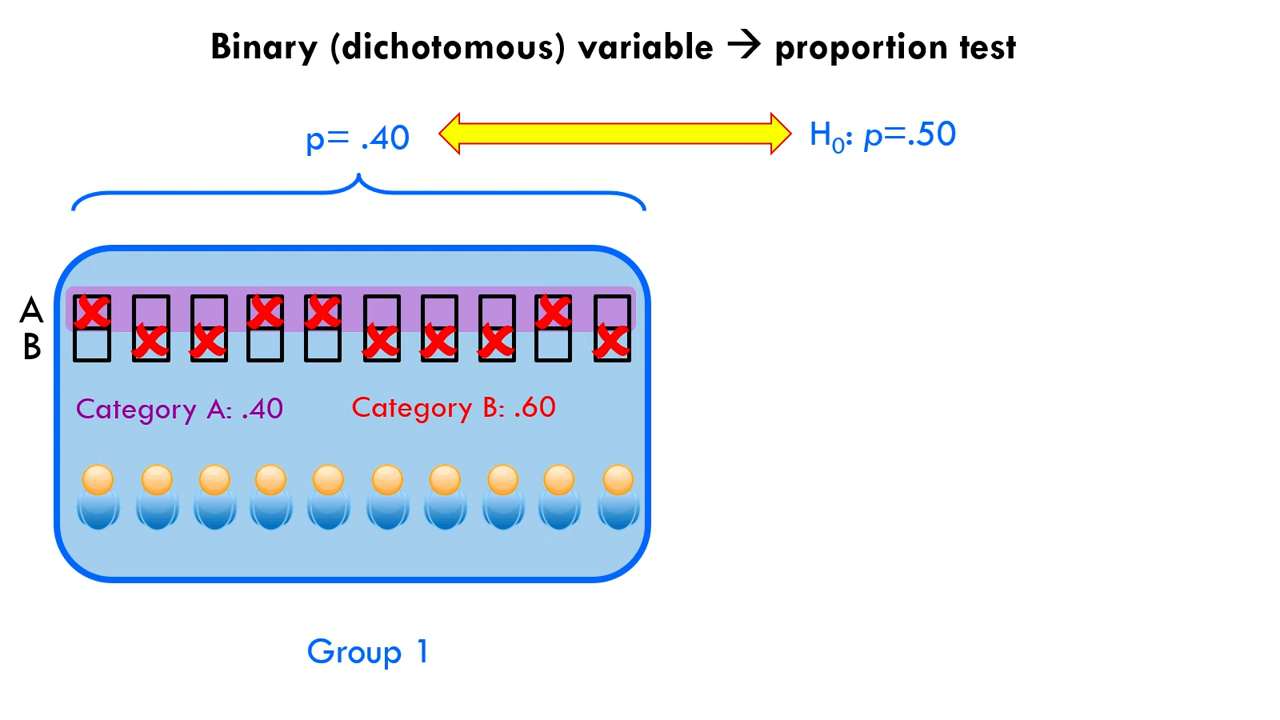 Binary (dichotomous) variable → proportion test
p= .40
H₀: p=.50
A
B
Category A: .40
Category B: .60
Group 1